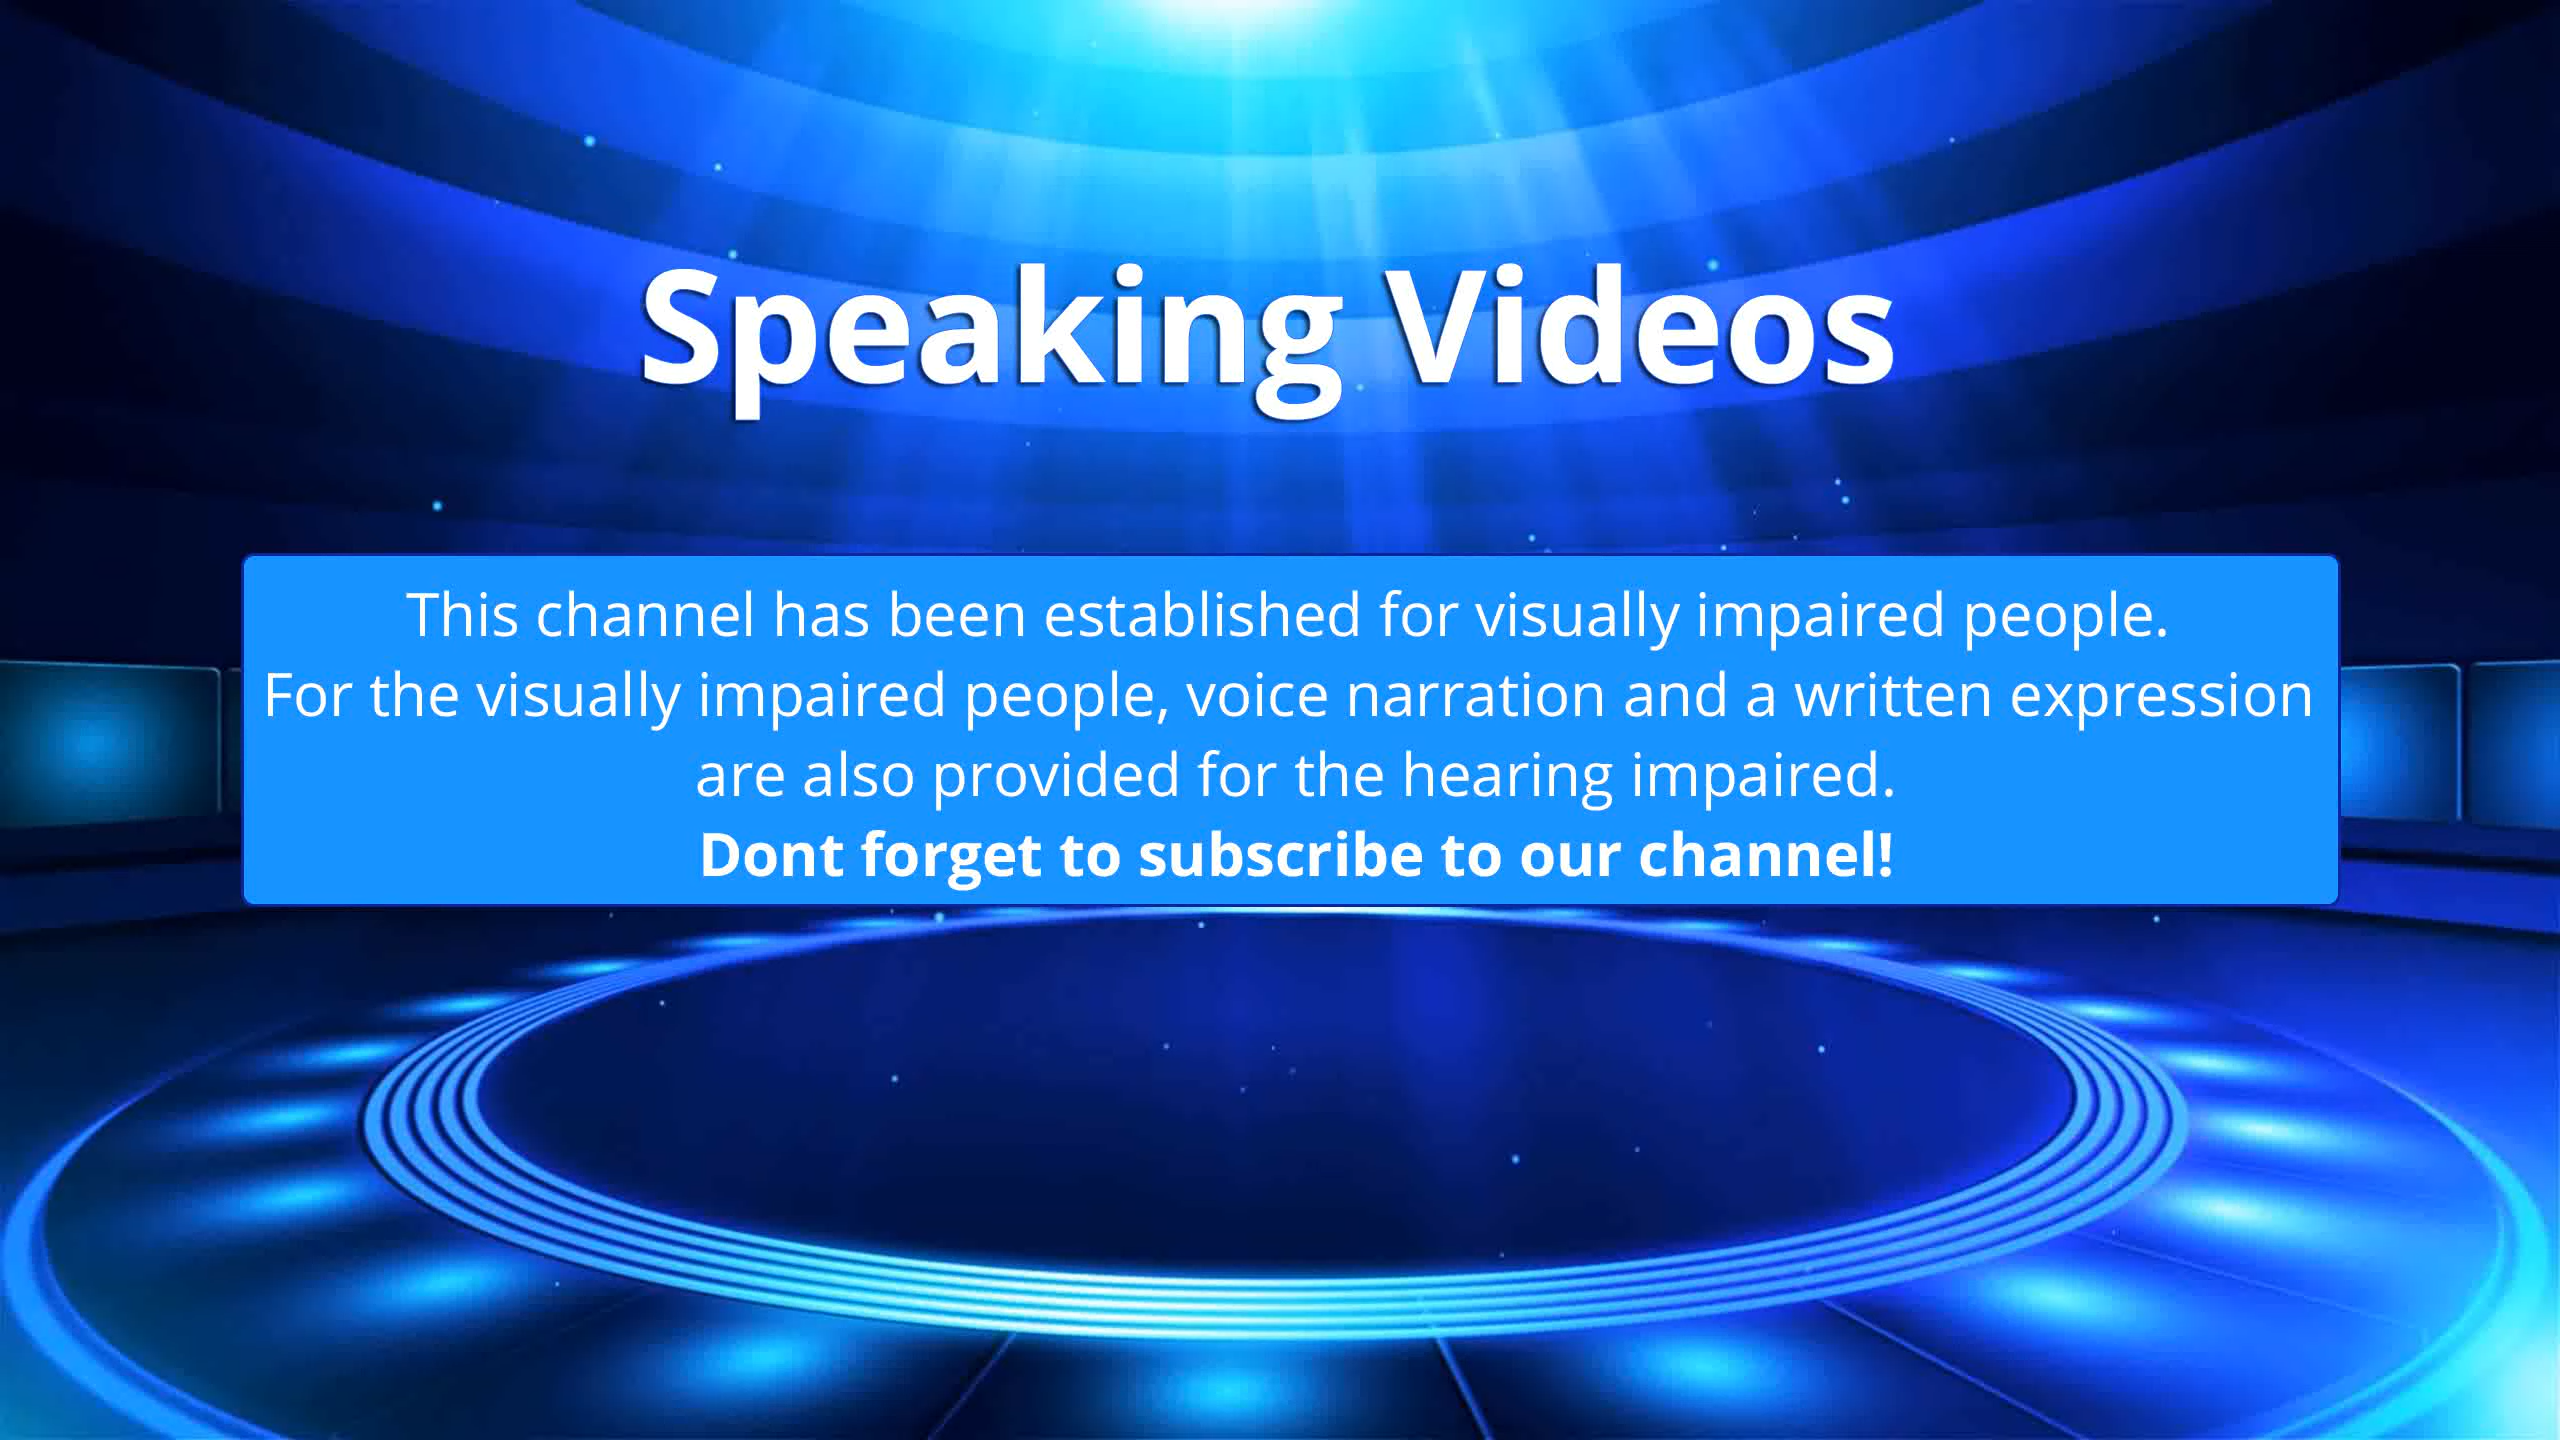 Speaking Videos
This channel has been established for visually impaired people.
For the visually impaired people, voice narration and a written expression
are also provided for the hearing impaired.
Dont forget to subscribe to our channel!